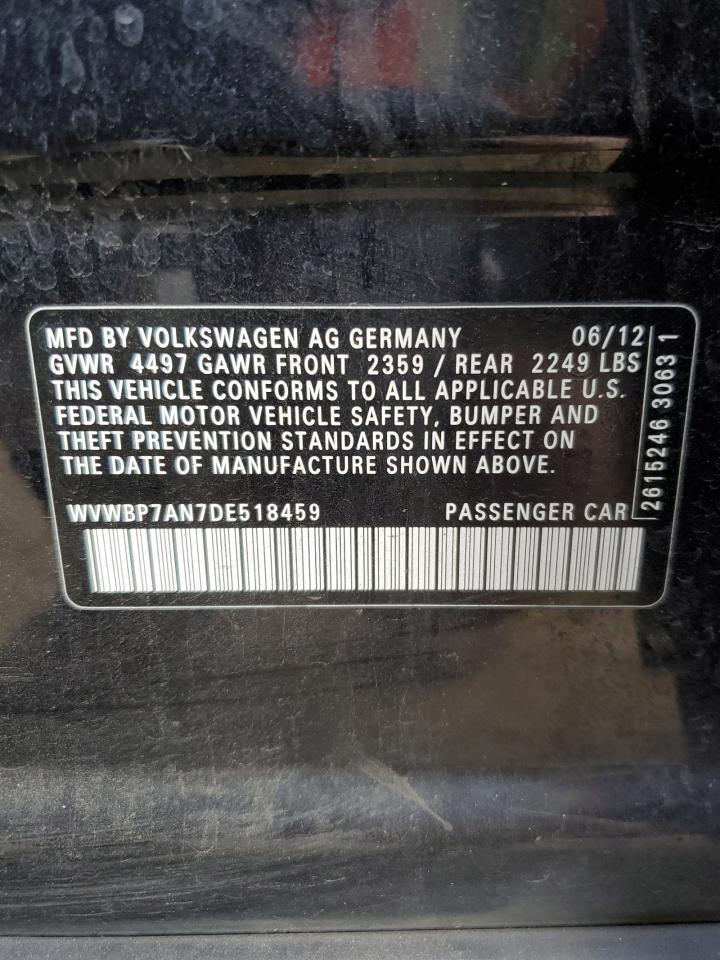 MFD BY VOLKSWAGEN AG GERMANY 06/12
GVWR 4497 GAWR FRONT 2359 / REAR 2249 LBS
THIS VEHICLE CONFORMS TO ALL APPLICABLE U.S.
FEDERAL MOTOR VEHICLE SAFETY, BUMPER AND
THEFT PREVENTION STANDARDS IN EFFECT ON
THE DATE OF MANUFACTURE SHOWN ABOVE.
WVWBP7AN7DE518459 PASSENGER CAR
2615246 3063 1